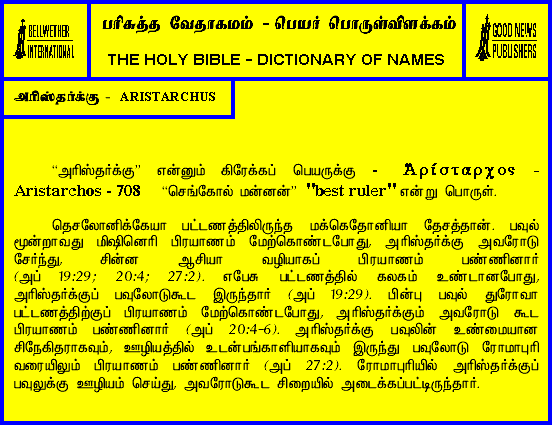 BELLWETHER
INTERNATIONAL
பரிசுத்த வேதாகமம் - பெயர் பொருள்விளக்கம்
THE HOLY BIBLE - DICTIONARY OF NAMES
GOOD NEWS
PUBLISHERS
அரிஸ்தர்க்கு - ARISTARCHUS
“அரிஸ்தர்க்கு” என்னும் கிரேக்கப் பெயருக்கு - Ἀρίσταρχος -
Aristarchos - 708 “செங்கோல் மன்னன்” "best ruler" என்று பொருள்.
தெசலோனிக்கேயா பட்டணத்திலிருந்த மக்கெதோனியா தேசத்தான். பவுல்
மூன்றாவது மிஷினெரி பிரயாணம் மேற்கொண்டபோது, அரிஸ்தர்க்கு அவரோடு
சேர்ந்து, சின்ன ஆசியா வழியாகப் பிரயாணம் பண்ணினார்
(அப் 19:29; 20:4; 27:2). எபேசு பட்டணத்தில் கலகம் உண்டானபோது,
அரிஸ்தர்க்குப் பவுலோடுகூட இருந்தார் (அப் 19:29). பின்பு பவுல் துரோவா
பட்டணத்திற்குப் பிரயாணம் மேற்கொண்டபோது, அரிஸ்தர்க்கும் அவரோடு கூட
பிரயாணம் பண்ணினார் (அப் 20:4-6). அரிஸ்தர்க்கு பவுலின் உண்மையான
சிநேகிதராகவும், ஊழியத்தில் உடன்பங்காளியாகவும் இருந்து பவுலோடு ரோமாபுரி
வரையிலும் பிரயாணம் பண்ணினார் (அப் 27:2). ரோமாபுரியில் அரிஸ்தர்க்குப்
பவுலுக்கு ஊழியம் செய்து, அவரோடுகூட சிறையில் அடைக்கப்பட்டிருந்தார்.